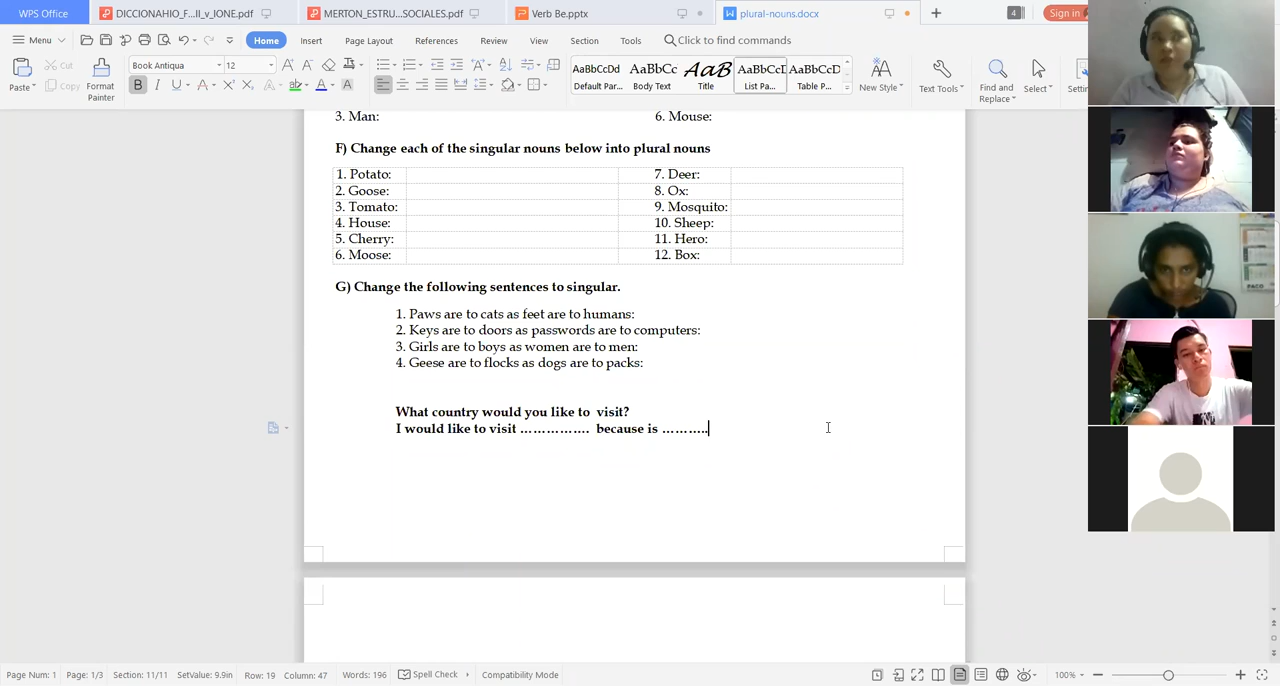 WPS Office
DICCIONAHIO_F...II_v_IONE.pdf
MERTON_ESTRU...SOCIALES.pdf
Verb Be.pptx
plural-nouns.docx
4
Sign in
Menu
Home
Insert
Page Layout
References
Review
View
Section
Tools
Click to find commands
Paste
Cut
Copy
Format
Painter
Book Antiqua
12
AaBbCcDd
Default Par...
AaBbCc
Body Text
AaB
Title
AaBbCcI
List Pa...
AaBbCcD
Table P...
New Style
Text Tools
Find and
Replace
Select
3. Man:
6. Mouse:
F) Change each of the singular nouns below into plural nouns
1. Potato:
7. Deer:
2. Goose:
8. Ox:
3. Tomato:
9. Mosquito:
4. House:
10. Sheep:
5. Cherry:
11. Hero:
6. Moose:
12. Box:
G) Change the following sentences to singular.
1. Paws are to cats as feet are to humans:
2. Keys are to doors as passwords are to computers:
3. Girls are to boys as women are to men:
4. Geese are to flocks as dogs are to packs:
What country would you like to visit?
I would like to visit ……………. because is ………..
PACO
Page Num: 1
Page: 1/3
Section: 11/11
SetValue: 9.9in
Row: 19
Column: 47
Words: 196
Spell Check
Compatibility Mode
100%